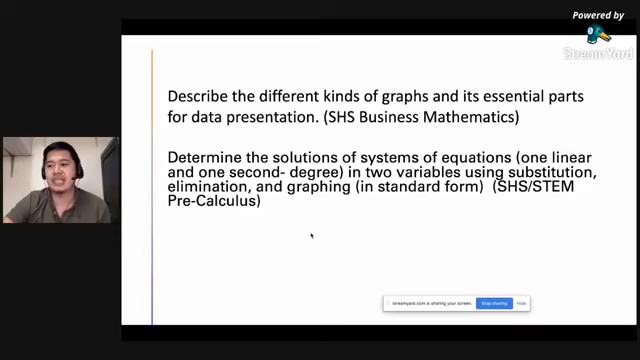 Powered by
StreamYard
Describe the different kinds of graphs and its essential parts
for data presentation. (SHS Business Mathematics)
Determine the solutions of systems of equations (one linear
and one second- degree) in two variables using substitution,
elimination, and graphing (in standard form)  (SHS/STEM
Pre-Calculus)
streamyard.com is sharing your screen.
Stop sharing
Hide